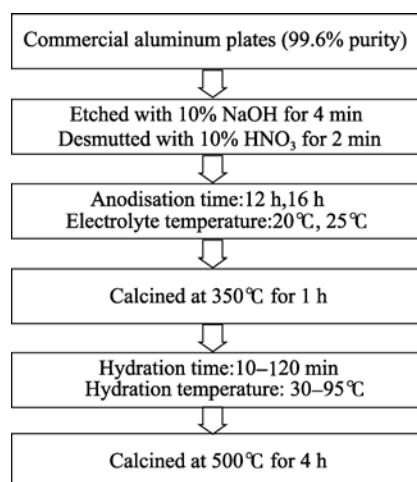 Commercial aluminum plates (99.6% purity)
Etched with 10% NaOH for 4 min
Desmutted with 10% HNO₃ for 2 min
Anodisation time:12 h,16 h
Electrolyte temperature:20℃, 25℃
Calcined at 350℃ for 1 h
Hydration time:10–120 min
Hydration temperature: 30–95℃
Calcined at 500℃ for 4 h